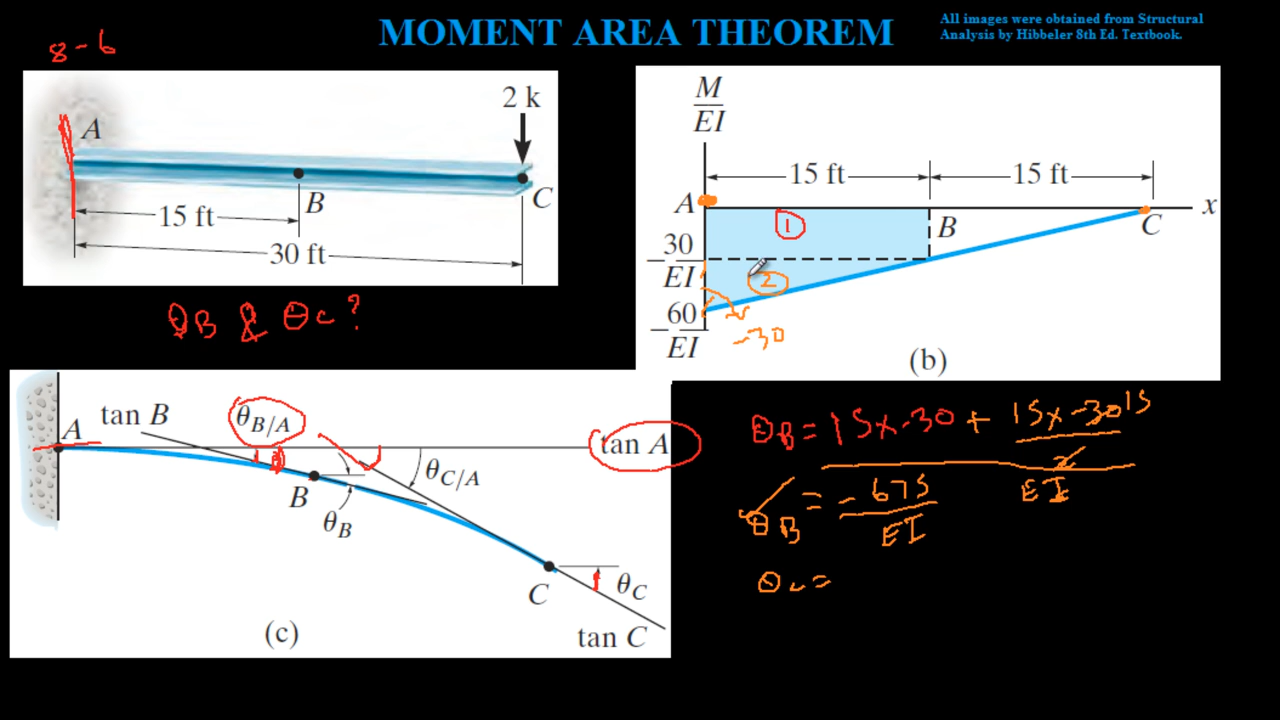 MOMENT AREA THEOREM
All images were obtained from Structural
Analysis by Hibbeler 8th Ed. Textbook.
8-6
A
2 k
B
C
15 ft
30 ft
θB & θC?
M
EI
15 ft
15 ft
A
1
B
C
x
30
EI
2
60
EI
-30
(b)
tan B
θB/A
A
tan A
θC/A
B
θB
C
θC
(c)
tan C
θB = 15x-30 + 15x-30 15
2
EI
θB = -675
EI
θC =